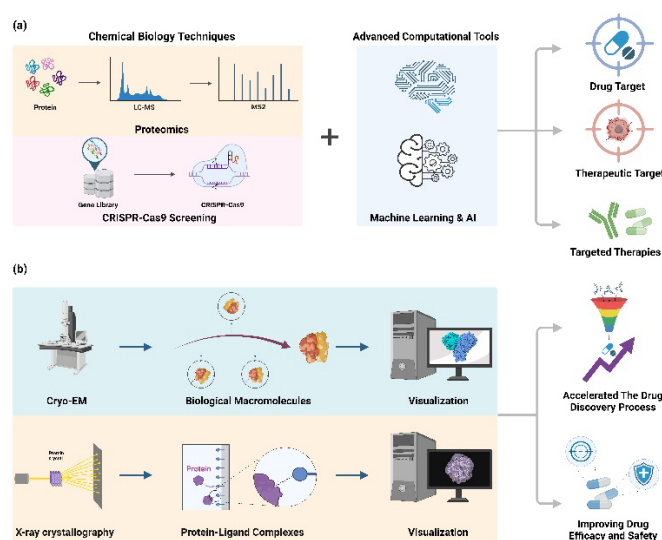 (a)
Chemical Biology Techniques
Protein
LC-MS
MS2
Proteomics
Gene Library
CRISPR-Cas9
CRISPR-Cas9 Screening
+
Advanced Computational Tools
Machine Learning & AI
Drug Target
Therapeutic Target
Targeted Therapies
(b)
Cryo-EM
Biological Macromolecules
Visualization
Protein
Crystal
X-ray crystallography
Protein
Protein-Ligand Complexes
Visualization
Accelerated The Drug
Discovery Process
Improving Drug
Efficacy and Safety